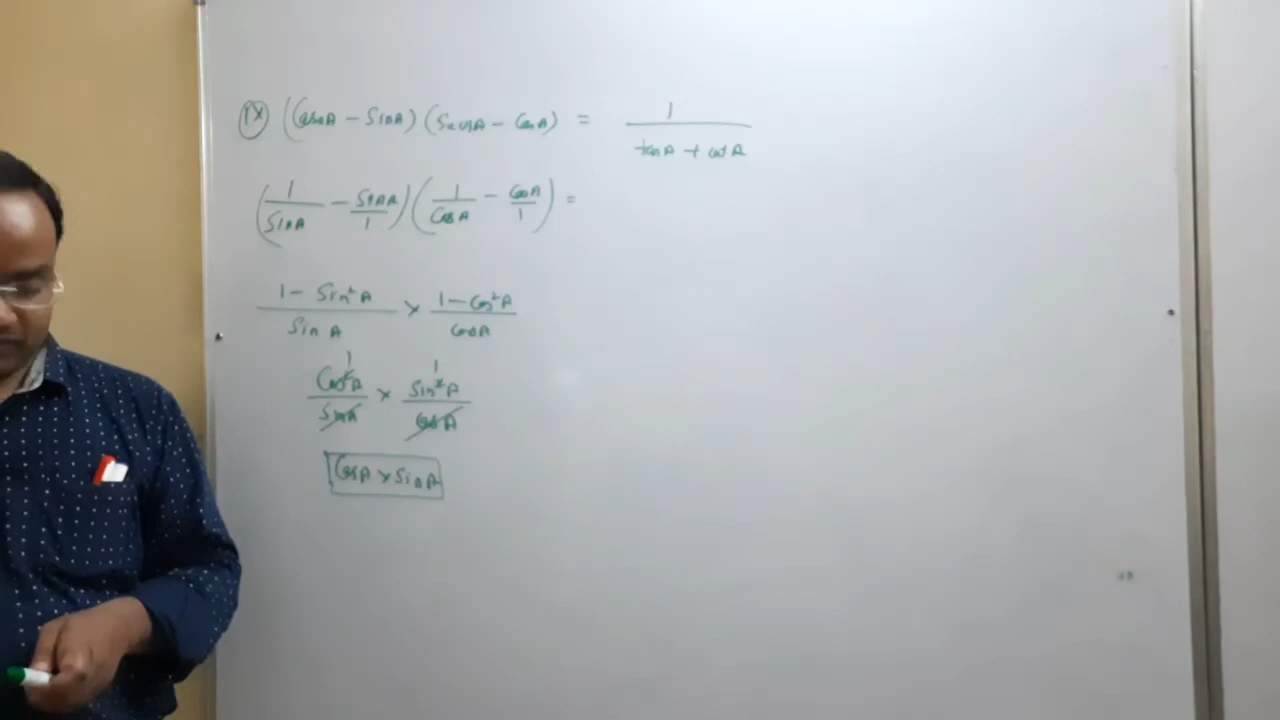 ix (CosecA - SinA) (SecA - CosA) = 1 / tanA + cotA
(1/SinA - SinA/1) (1/CosA - CosA/1) =
1 - Sin²A / Sin A × 1 - Cos²A / CosA
Cos²A / SinA × Sin²A / CosA
CosA × SinA